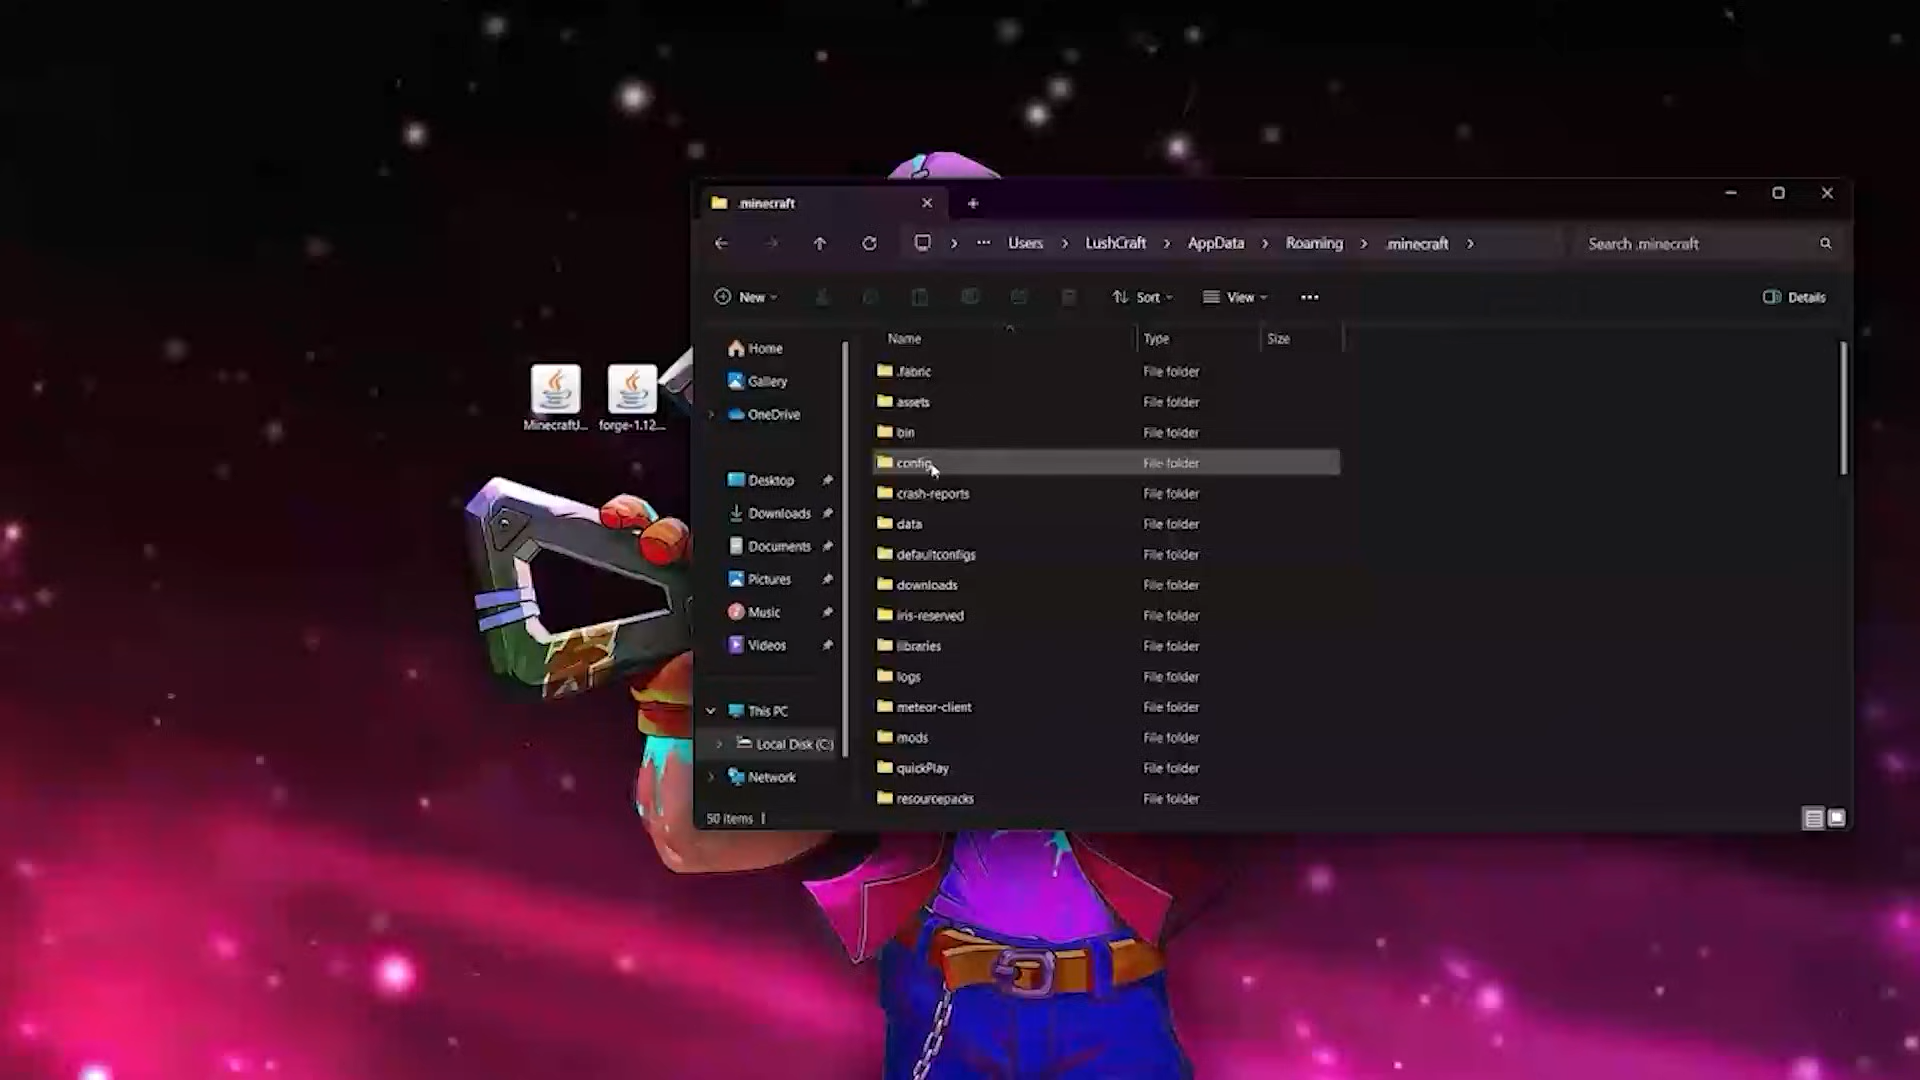 .minecraft
Users
LushCraft
AppData
Roaming
.minecraft
Search .minecraft
New
Sort
View
Details
Name
Type
Size
Home
Gallery
OneDrive
Desktop
Downloads
Documents
Pictures
Music
Videos
This PC
Local Disk (C:)
Network
.fabric File folder
assets File folder
bin File folder
config File folder
crash-reports File folder
data File folder
defaultconfigs File folder
downloads File folder
iris-reserved File folder
libraries File folder
logs File folder
meteor-client File folder
mods File folder
quickPlay File folder
resourcepacks File folder
50 items
MinecraftU...
forge-1.12...